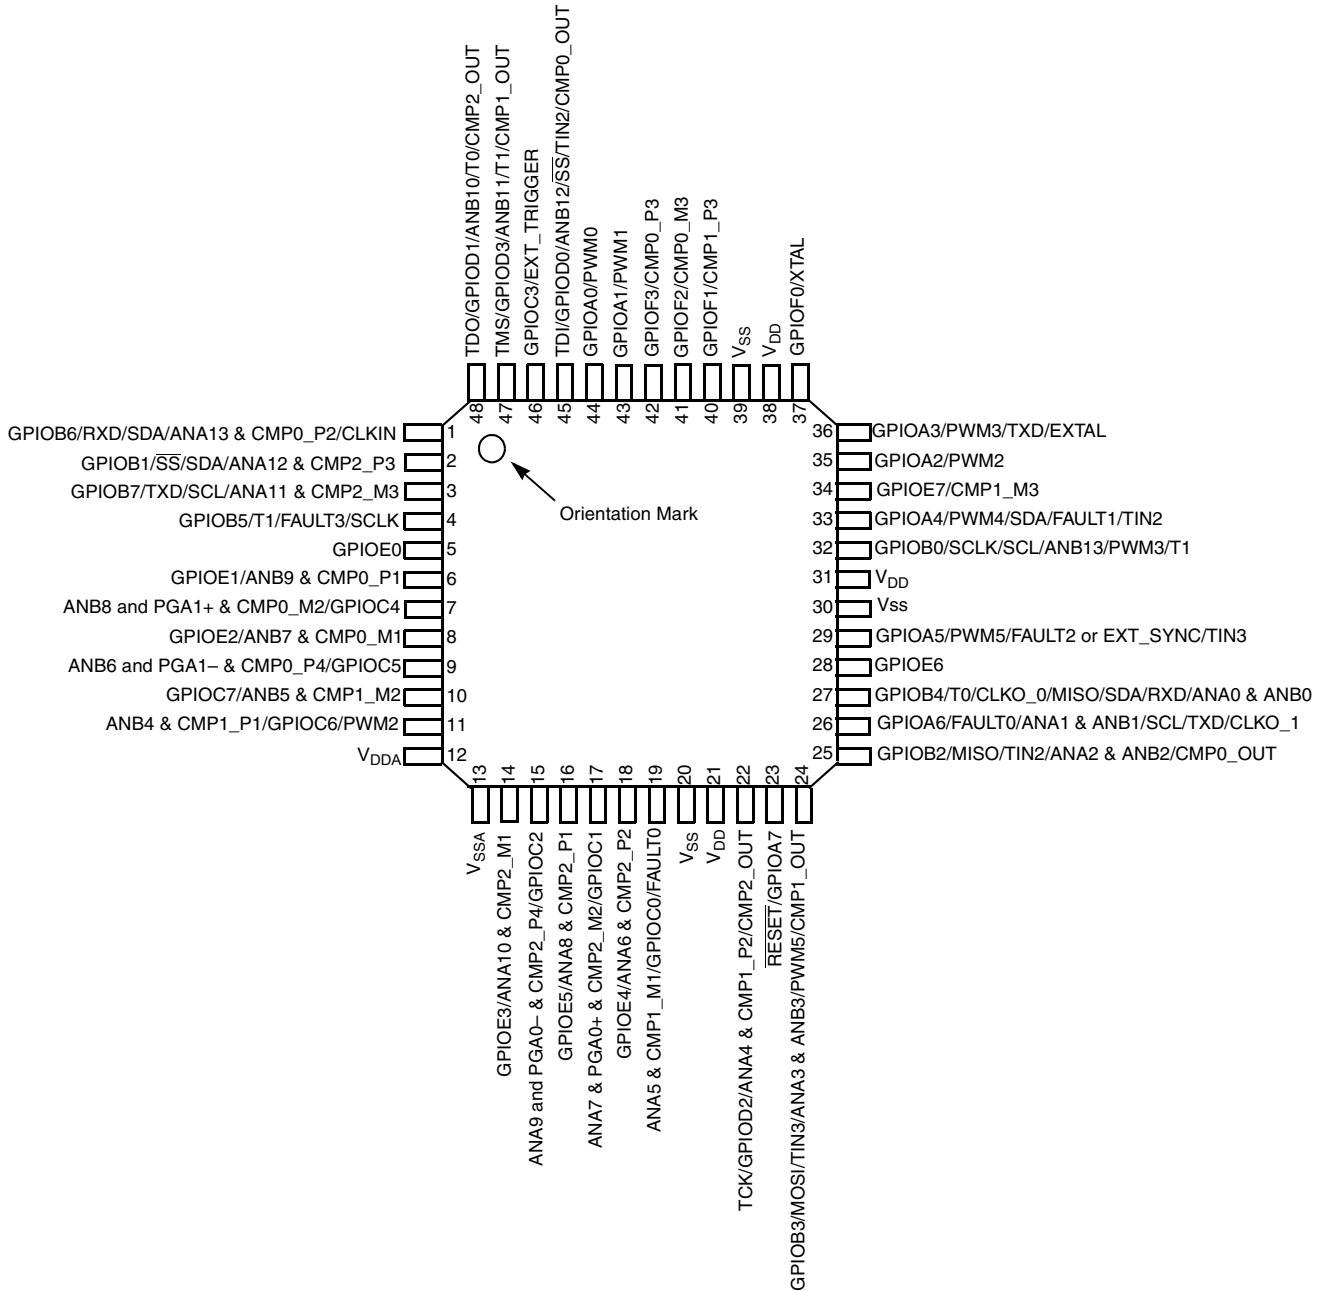 TDO/GPIOD1/ANB10/T0/CMP2_OUT
TMS/GPIOD3/ANB11/T1/CMP1_OUT
GPIOC3/EXT_TRIGGER
TDI/GPIOD0/ANB12/S̅S̅/TIN2/CMP0_OUT
GPIOA0/PWM0
GPIOA1/PWM1
GPIOF3/CMP0_P3
GPIOF2/CMP0_M3
GPIOF1/CMP1_P3
VSS
VDD
GPIOF0/XTAL
48
47
46
45
44
43
42
41
40
39
38
37
GPIOB6/RXD/SDA/ANA13 & CMP0_P2/CLKIN
1
GPIOB1/S̅S̅/SDA/ANA12 & CMP2_P3
2
GPIOB7/TXD/SCL/ANA11 & CMP2_M3
3
GPIOB5/T1/FAULT3/SCLK
4
GPIOE0
5
GPIOE1/ANB9 & CMP0_P1
6
ANB8 and PGA1+ & CMP0_M2/GPIOC4
7
GPIOE2/ANB7 & CMP0_M1
8
ANB6 and PGA1– & CMP0_P4/GPIOC5
9
GPIOC7/ANB5 & CMP1_M2
10
ANB4 & CMP1_P1/GPIOC6/PWM2
11
VDDA
12
Orientation Mark
36
GPIOA3/PWM3/TXD/EXTAL
35
GPIOA2/PWM2
34
GPIOE7/CMP1_M3
33
GPIOA4/PWM4/SDA/FAULT1/TIN2
32
GPIOB0/SCLK/SCL/ANB13/PWM3/T1
31
VDD
30
Vss
29
GPIOA5/PWM5/FAULT2 or EXT_SYNC/TIN3
28
GPIOE6
27
GPIOB4/T0/CLKO_0/MISO/SDA/RXD/ANA0 & ANB0
26
GPIOA6/FAULT0/ANA1 & ANB1/SCL/TXD/CLKO_1
25
GPIOB2/MISO/TIN2/ANA2 & ANB2/CMP0_OUT
13
14
15
16
17
18
19
20
21
22
23
24
VSSA
GPIOE3/ANA10 & CMP2_M1
ANA9 and PGA0– & CMP2_P4/GPIOC2
GPIOE5/ANA8 & CMP2_P1
ANA7 & PGA0+ & CMP2_M2/GPIOC1
GPIOE4/ANA6 & CMP2_P2
ANA5 & CMP1_M1/GPIOC0/FAULT0
VSS
VDD
TCK/GPIOD2/ANA4 & CMP1_P2/CMP2_OUT
R̅E̅S̅E̅T̅/GPIOA7
GPIOB3/MOSI/TIN3/ANA3 & ANB3/PWM5/CMP1_OUT